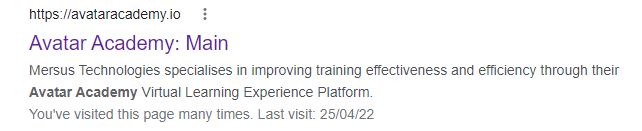 https://avataracademy.io
Avatar Academy: Main
Mersus Technologies specialises in improving training effectiveness and efficiency through their
Avatar Academy Virtual Learning Experience Platform.
You've visited this page many times. Last visit: 25/04/22